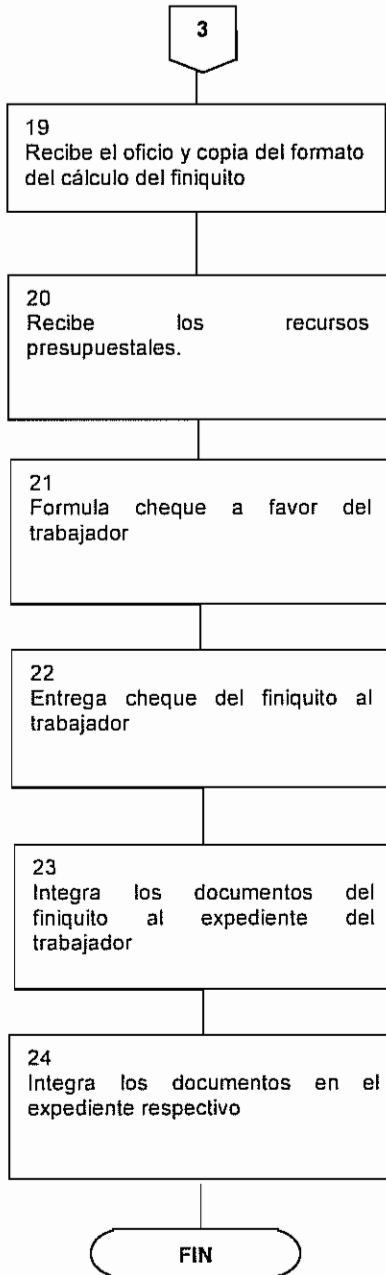 3
19
Recibe el oficio y copia del formato
del cálculo del finiquito
20
Recibe los recursos
presupuestales.
21
Formula cheque a favor del
trabajador
22
Entrega cheque del finiquito al
trabajador
23
Integra los documentos del
finiquito al expediente del
trabajador
24
Integra los documentos en el
expediente respectivo
FIN